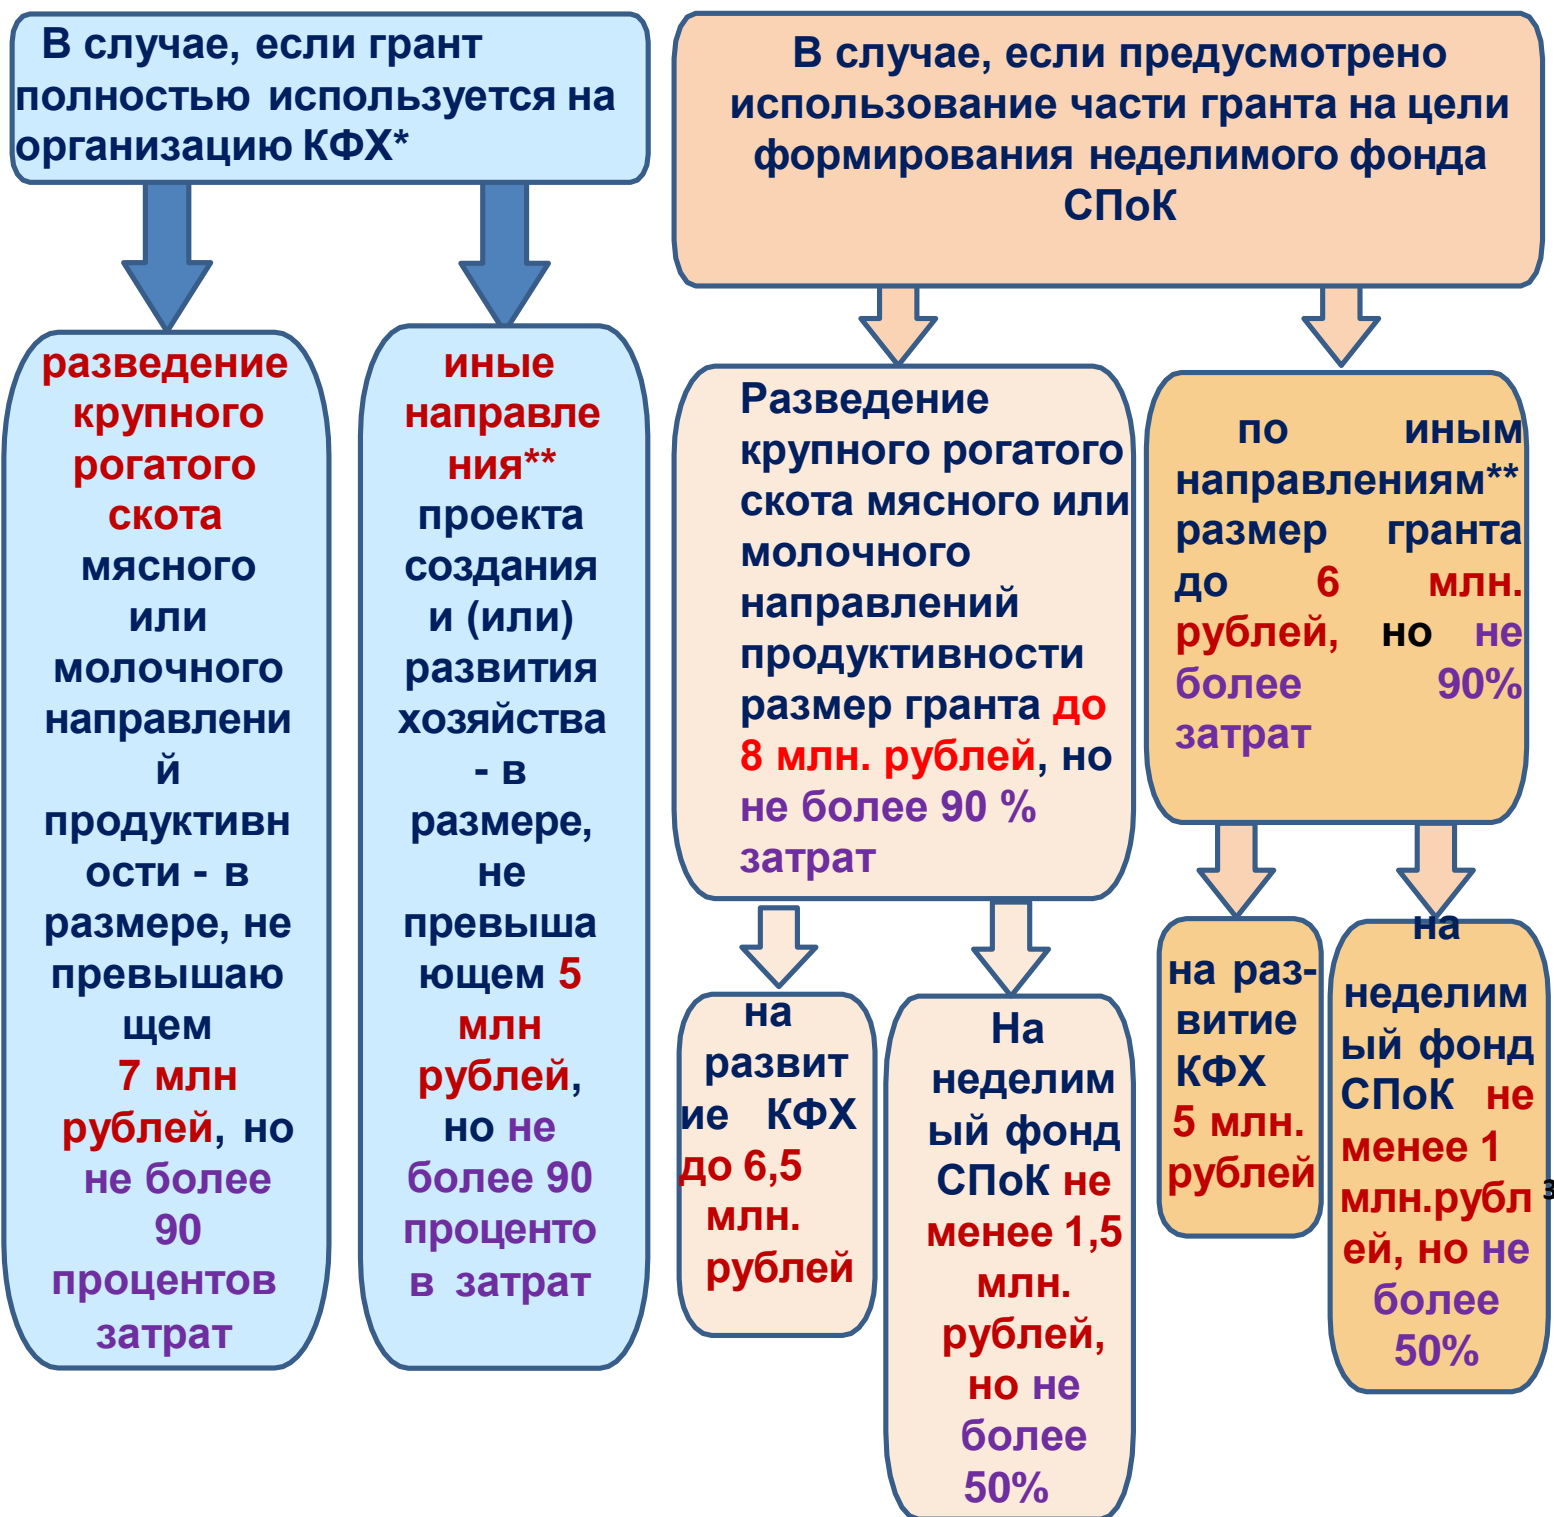 В случае, если грант
полностью используется на
организацию КФХ*
В случае, если предусмотрено
использование части гранта на цели
формирования неделимого фонда
СПоК
разведение
крупного
рогатого
скота
мясного
или
молочного
направлени
й
продуктивн
ости - в
размере, не
превышаю
щем
7 млн
рублей, но
не более
90
процентов
затрат
иные
направле
ния**
проекта
создания
и (или)
развития
хозяйства
- в
размере,
не
превыша
ющем 5
млн
рублей,
но не
более 90
проценто
в затрат
Разведение
крупного рогатого
скота мясного или
молочного
направлений
продуктивности
размер гранта до
8 млн. рублей, но
не более 90 %
затрат
по иным
направлениям**
размер гранта
до 6 млн.
рублей, но не
более 90%
затрат
на
развит
ие КФХ
до 6,5
млн.
рублей
На
неделим
ый фонд
СПоК не
менее 1,5
млн.
рублей,
но не
более
50%
на раз-
витие
КФХ
5 млн.
рублей
на
неделим
ый фонд
СПоК не
менее 1
млн.рубл
ей, но не
более
50%